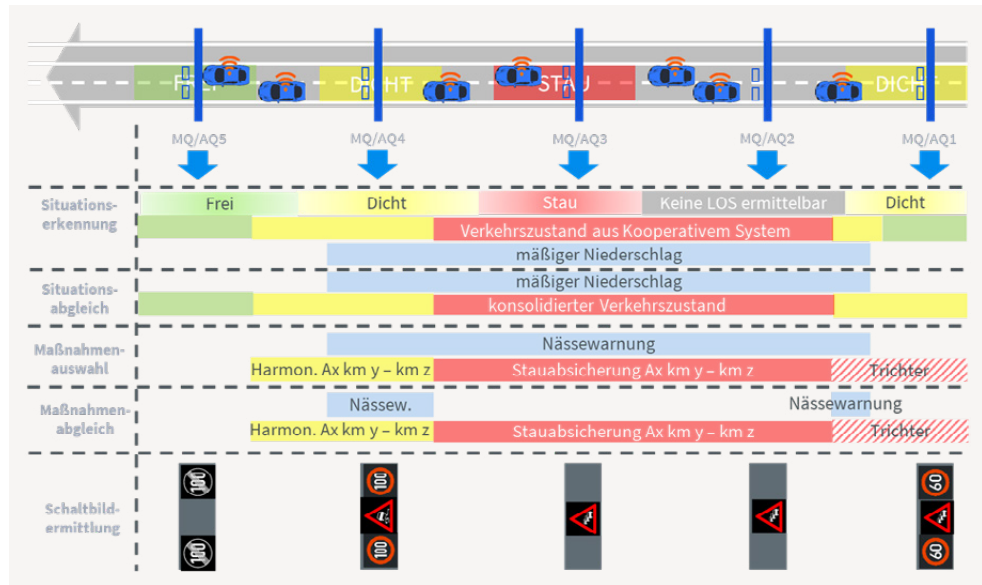 FREI
DICHT
STAU
DICHT
MQ/AQ5
MQ/AQ4
MQ/AQ3
MQ/AQ2
MQ/AQ1
Situations-
erkennung
Frei
Dicht
Stau
Keine LOS ermittelbar
Dicht
Verkehrszustand aus Kooperativem System
mäßiger Niederschlag
Situations-
abgleich
mäßiger Niederschlag
konsolidierter Verkehrszustand
Maßnahmen-
auswahl
Nässewarnung
Harmon. Ax km y – km z
Stauabsicherung Ax km y – km z
Trichter
Maßnahmen-
abgleich
Nässew.
Nässewarnung
Harmon. Ax km y – km z
Stauabsicherung Ax km y – km z
Trichter
Schaltbild-
ermittlung
100
100
60
100
100
60